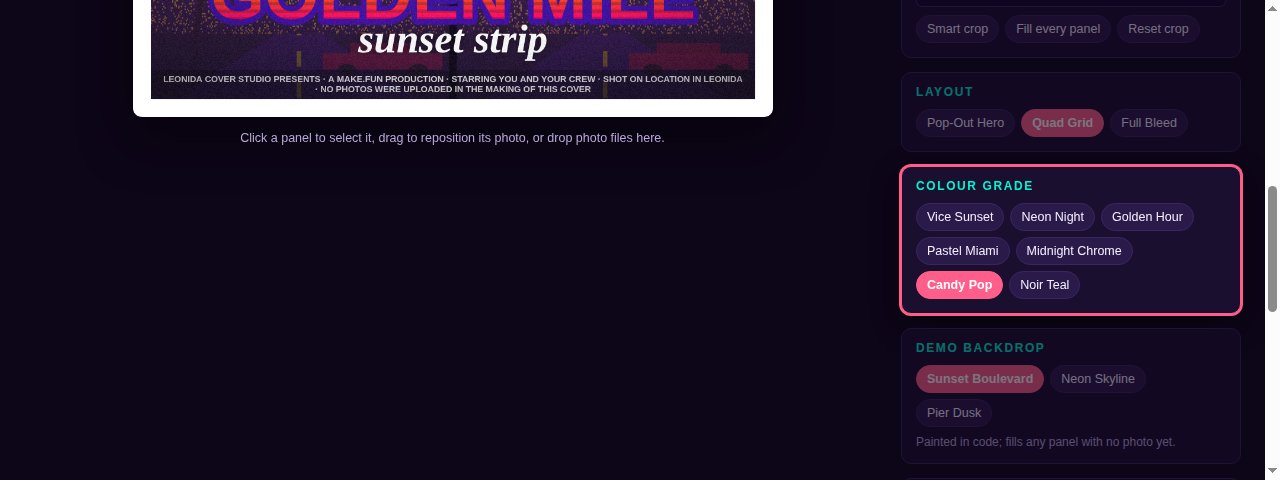 GOLDEN MILE
sunset strip
LEONIDA COVER STUDIO PRESENTS · A MAKE.FUN PRODUCTION · STARRING YOU AND YOUR CREW · SHOT ON LOCATION IN LEONIDA
· NO PHOTOS WERE UPLOADED IN THE MAKING OF THIS COVER
Click a panel to select it, drag to reposition its photo, or drop photo files here.
Smart crop
Fill every panel
Reset crop
LAYOUT
Pop-Out Hero
Quad Grid
Full Bleed
COLOUR GRADE
Vice Sunset
Neon Night
Golden Hour
Pastel Miami
Midnight Chrome
Candy Pop
Noir Teal
DEMO BACKDROP
Sunset Boulevard
Neon Skyline
Pier Dusk
Painted in code; fills any panel with no photo yet.